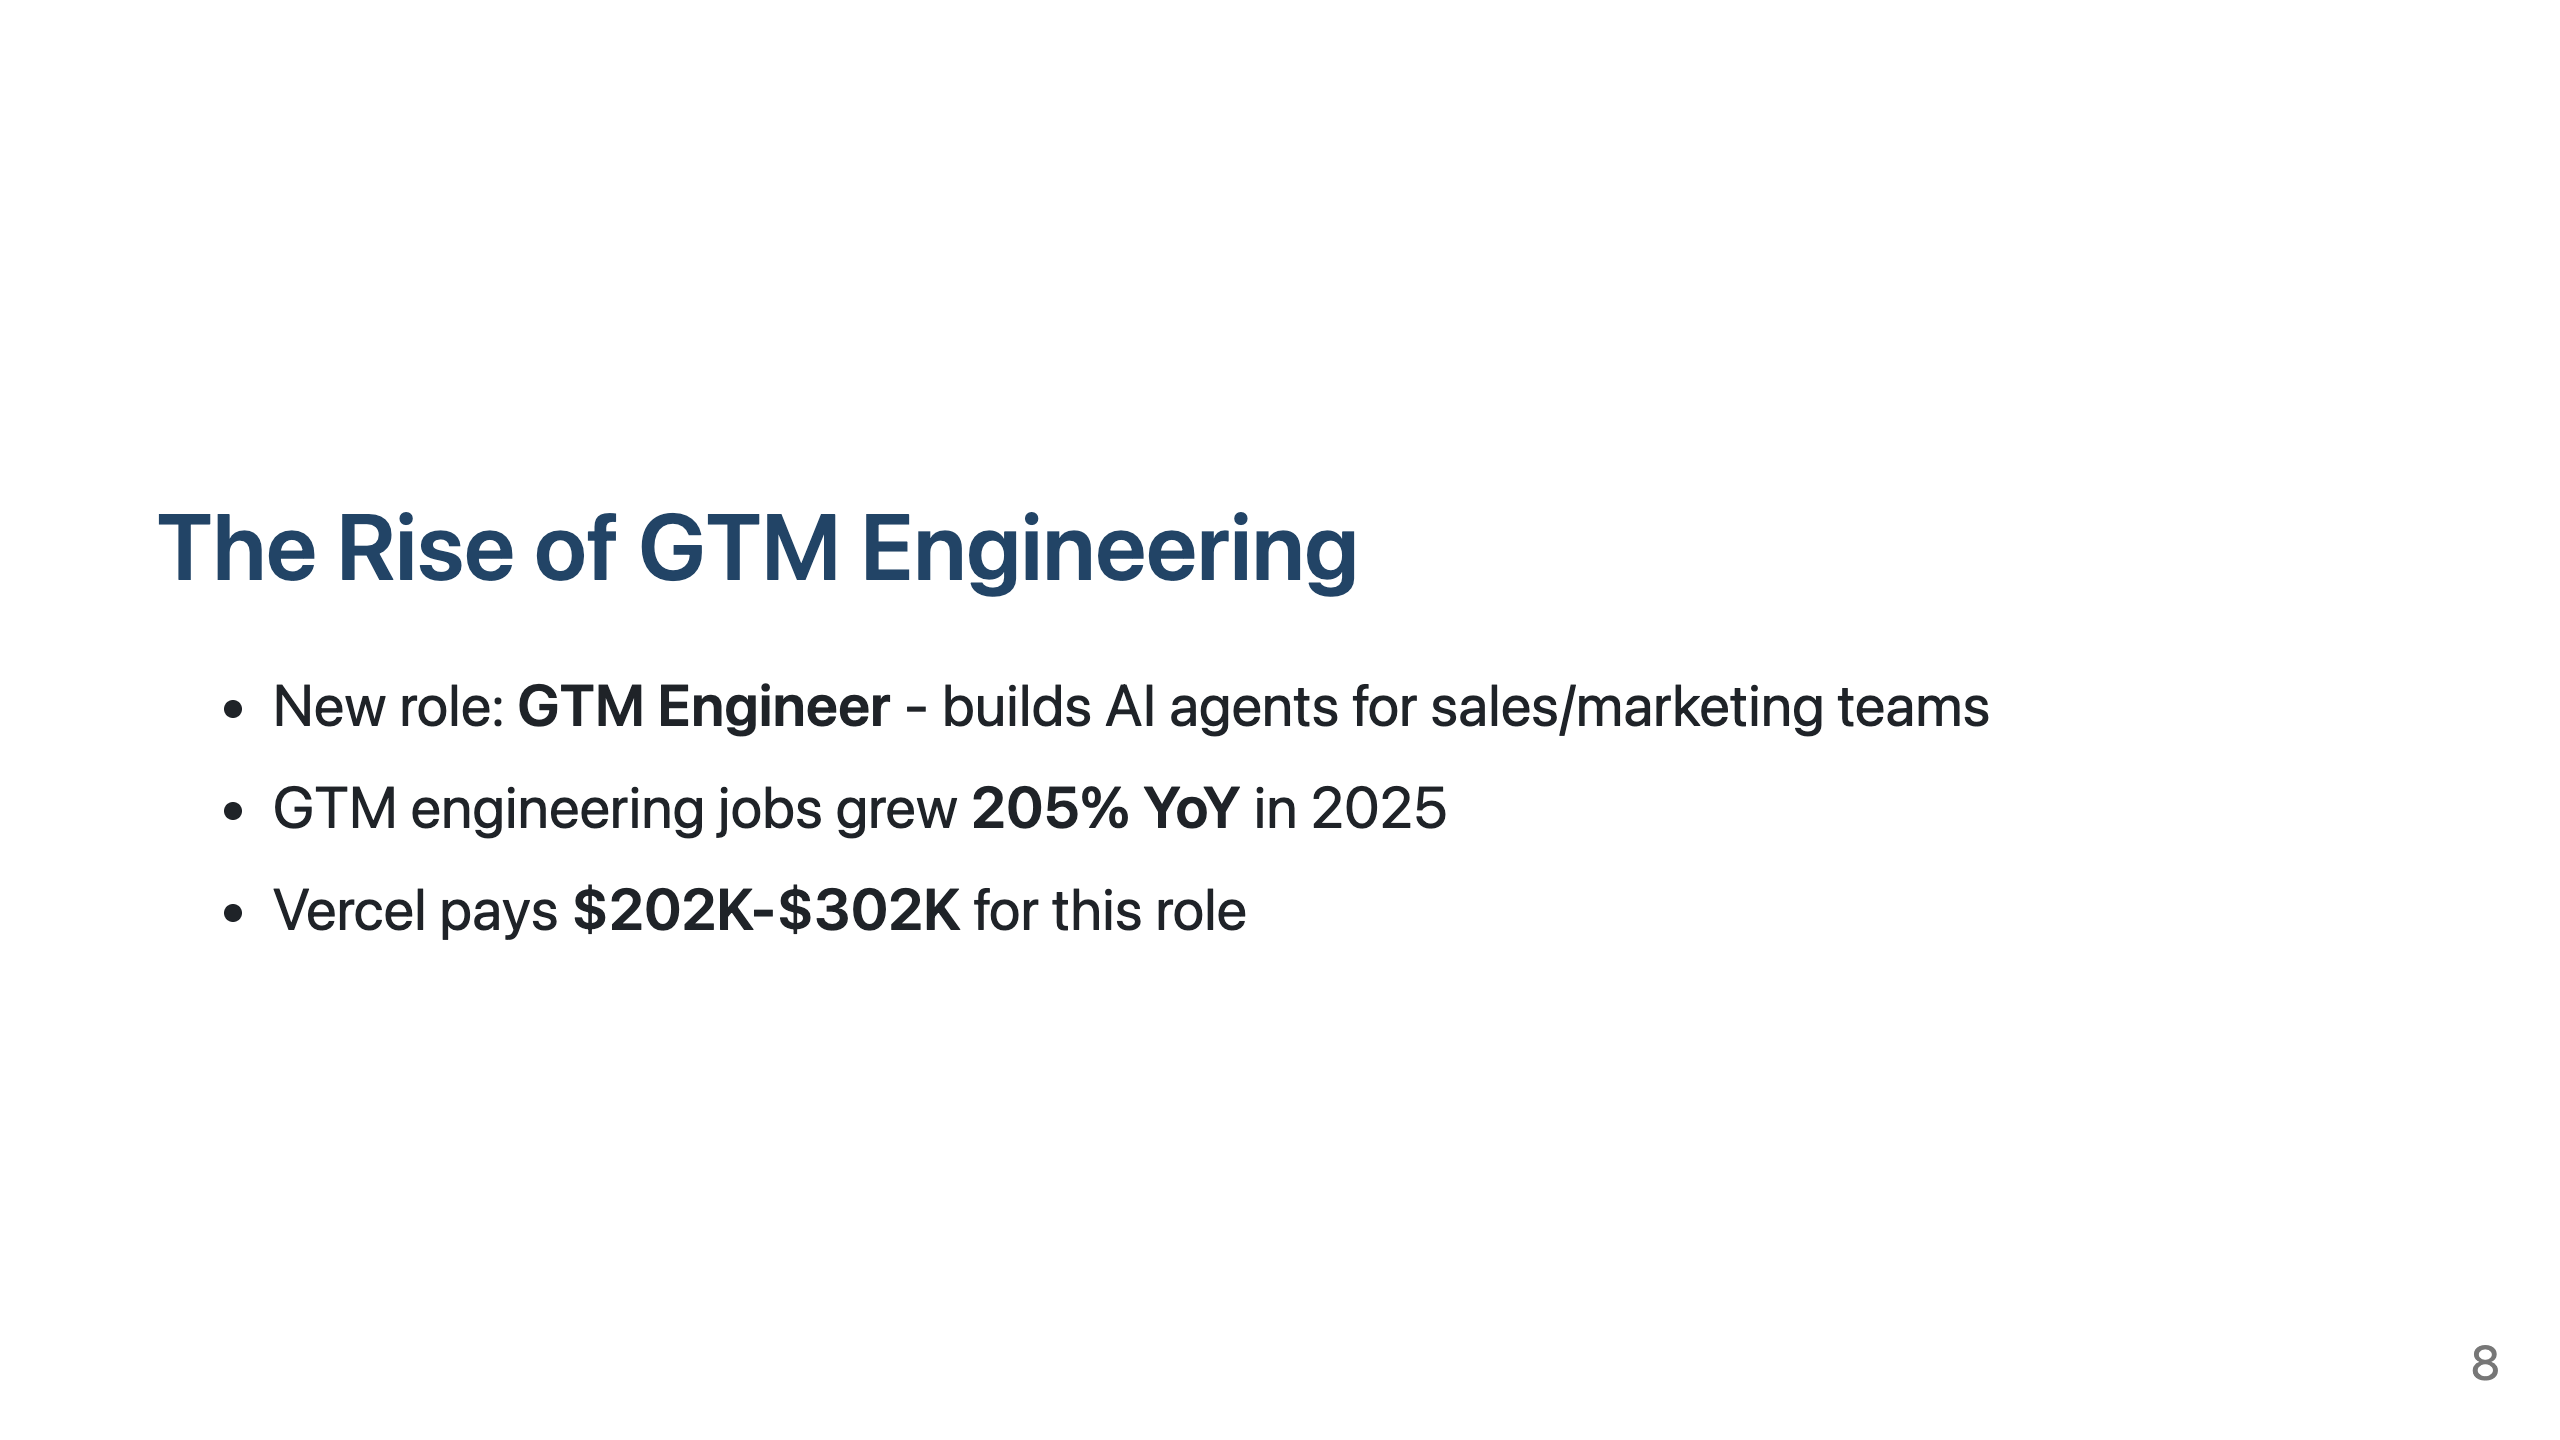 The Rise of GTM Engineering
• New role: GTM Engineer - builds AI agents for sales/marketing teams
• GTM engineering jobs grew 205% YoY in 2025
• Vercel pays $202K-$302K for this role
8